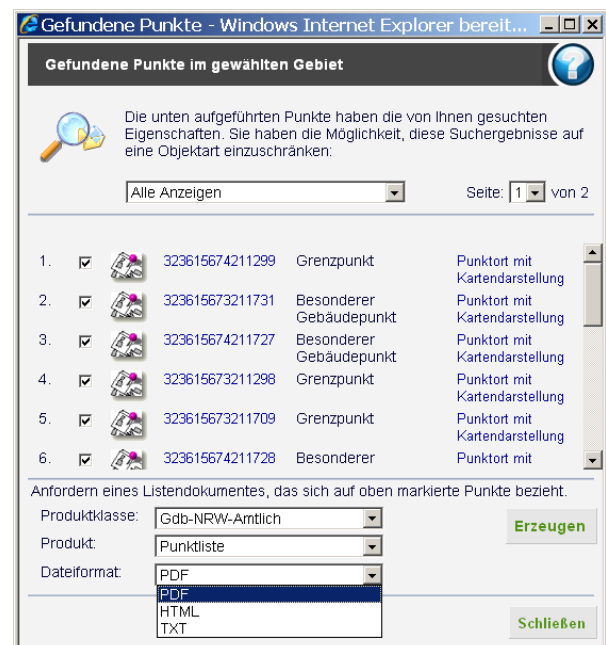 Gefundene Punkte - Windows Internet Explorer bereit...
Gefundene Punkte im gewählten Gebiet
Die unten aufgeführten Punkte haben die von Ihnen gesuchten
Eigenschaften. Sie haben die Möglichkeit, diese Suchergebnisse auf
eine Objektart einzuschränken:
Alle Anzeigen Seite: 1 von 2
1. 323615674211299 Grenzpunkt Punktort mit
Kartendarstellung
2. 323615673211731 Besonderer Punktort mit
Gebäudepunkt Kartendarstellung
3. 323615674211727 Besonderer Punktort mit
Gebäudepunkt Kartendarstellung
4. 323615673211298 Grenzpunkt Punktort mit
Kartendarstellung
5. 323615673211709 Grenzpunkt Punktort mit
Kartendarstellung
6. 323615674211728 Besonderer Punktort mit
Anfordern eines Listendokumentes, das sich auf oben markierte Punkte bezieht.
Produktklasse: Gdb-NRW-Amtlich Erzeugen
Produkt: Punktliste
Dateiformat: PDF
PDF
HTML
TXT
Schließen